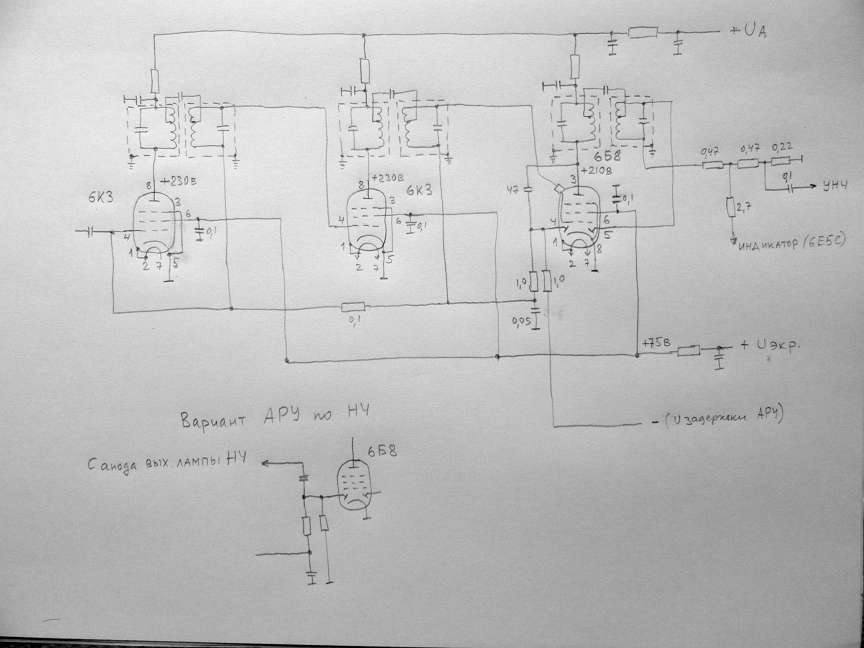 + UА
6К3
8
+230В
3
6
4
1
2
7
5
0,1
8
+230В
6К3
3
6
4
1
2
7
5
0,1
6Б8
+210В
3
47
4
6
5
1
2
7
8
0,1
1,0
1,0
0,05
0,1
0,47
0,47
0,22
0,1
УНЧ
2,7
индикатор (6Е5С)
+75В
+ Uэкр.
- (Uзадержки АРУ)
Вариант АРУ по НЧ
С анода вых. лампы НЧ
6Б8